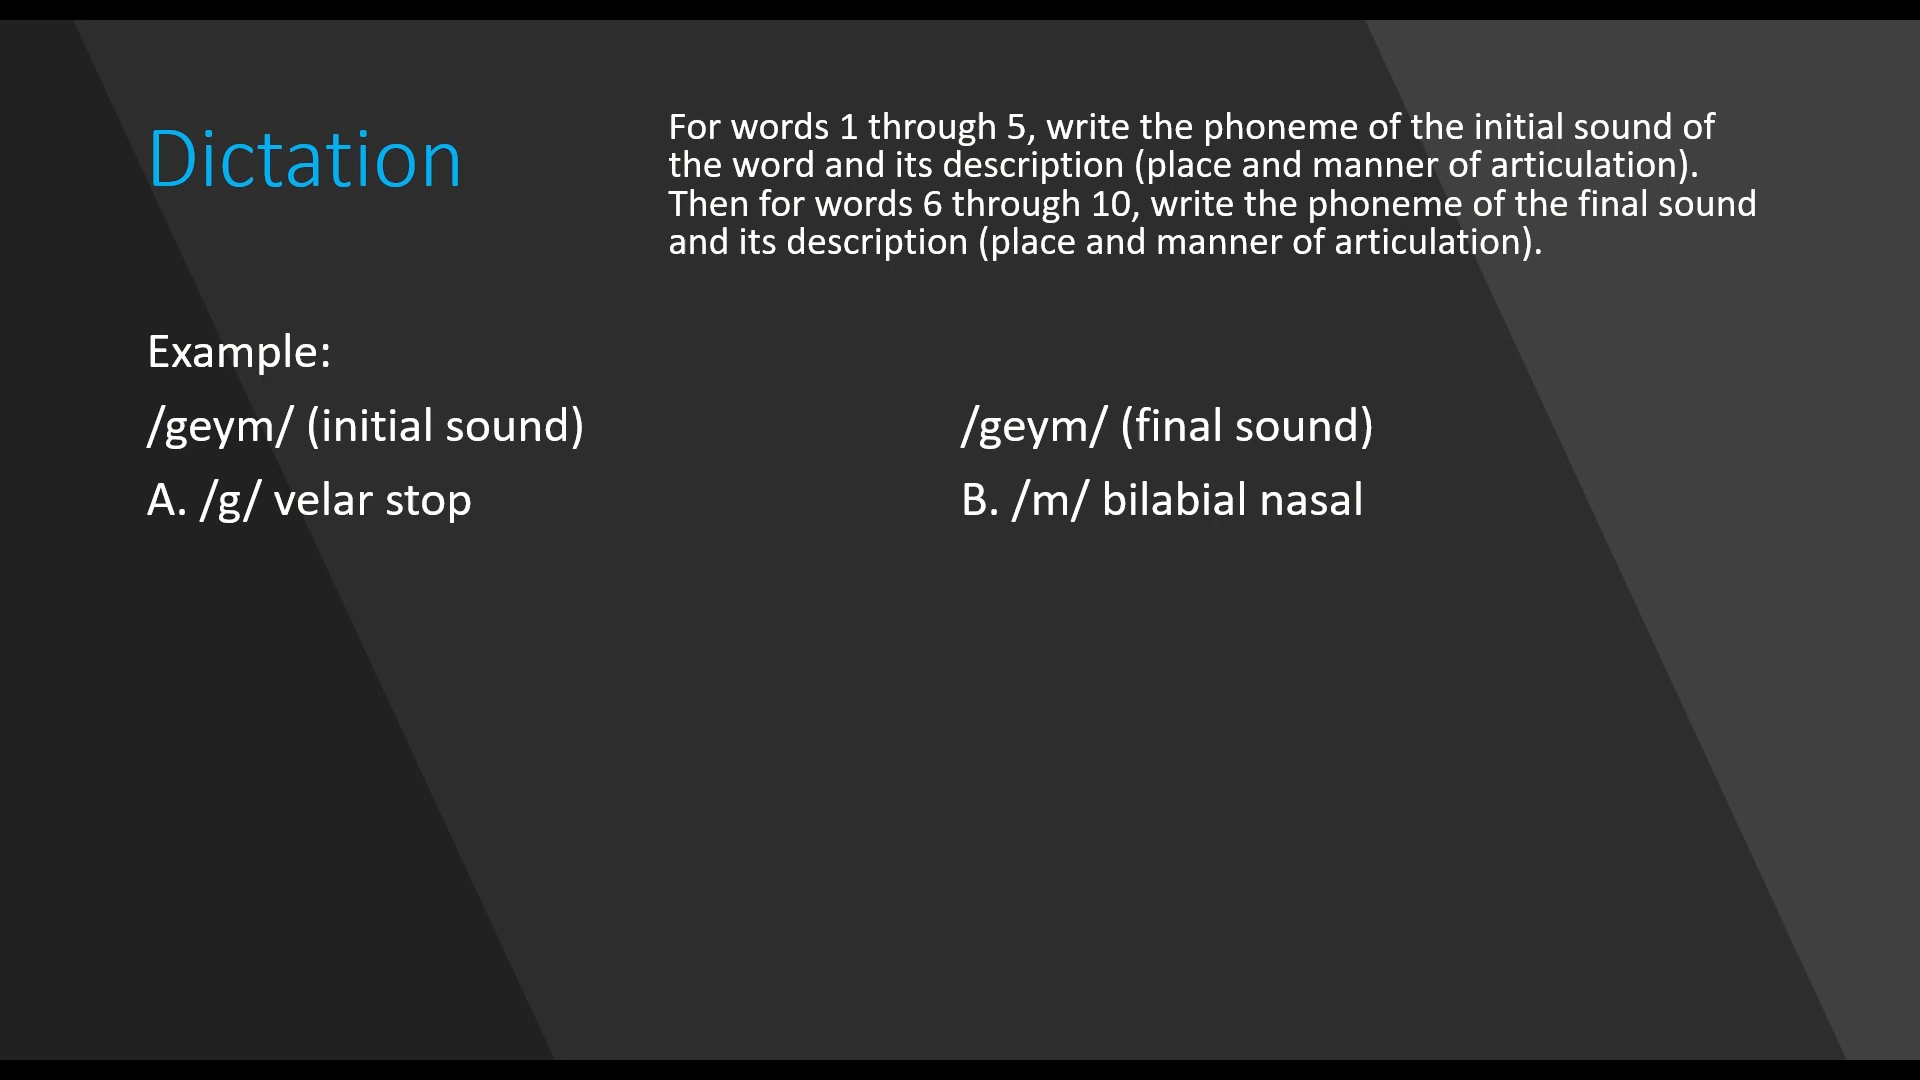 Dictation
For words 1 through 5, write the phoneme of the initial sound of
the word and its description (place and manner of articulation).
Then for words 6 through 10, write the phoneme of the final sound
and its description (place and manner of articulation).
Example:
/geym/ (initial sound)
A. /g/ velar stop
/geym/ (final sound)
B. /m/ bilabial nasal